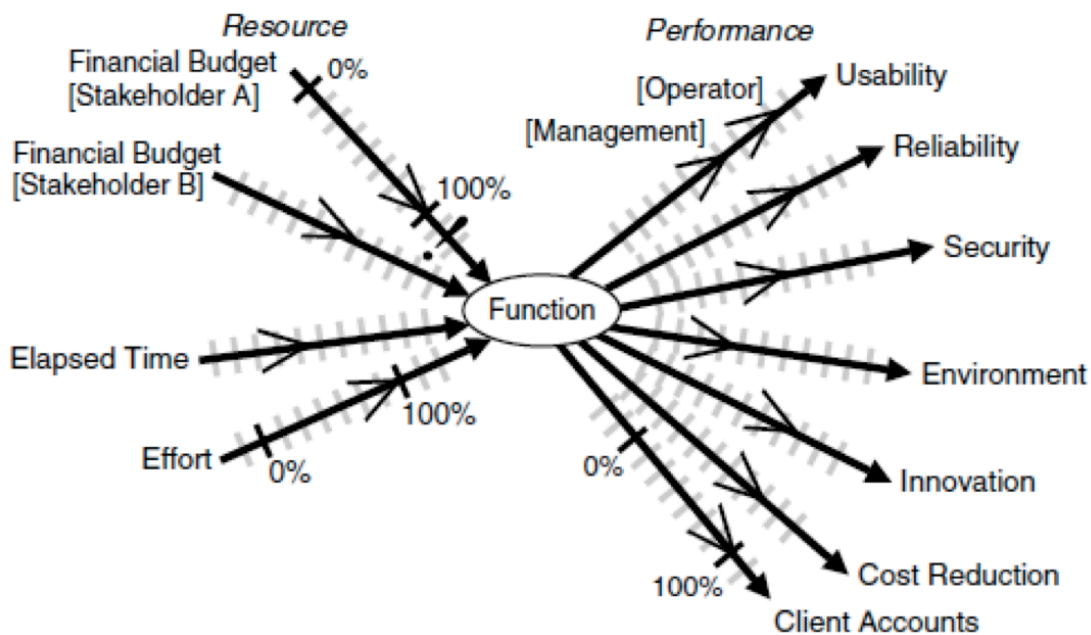 Resource
Performance
Financial Budget
[Stakeholder A]
0%
100%
Financial Budget
[Stakeholder B]
Elapsed Time
Effort
0%
100%
Function
[Operator]
[Management]
Usability
Reliability
Security
Environment
Innovation
Cost Reduction
Client Accounts
0%
100%